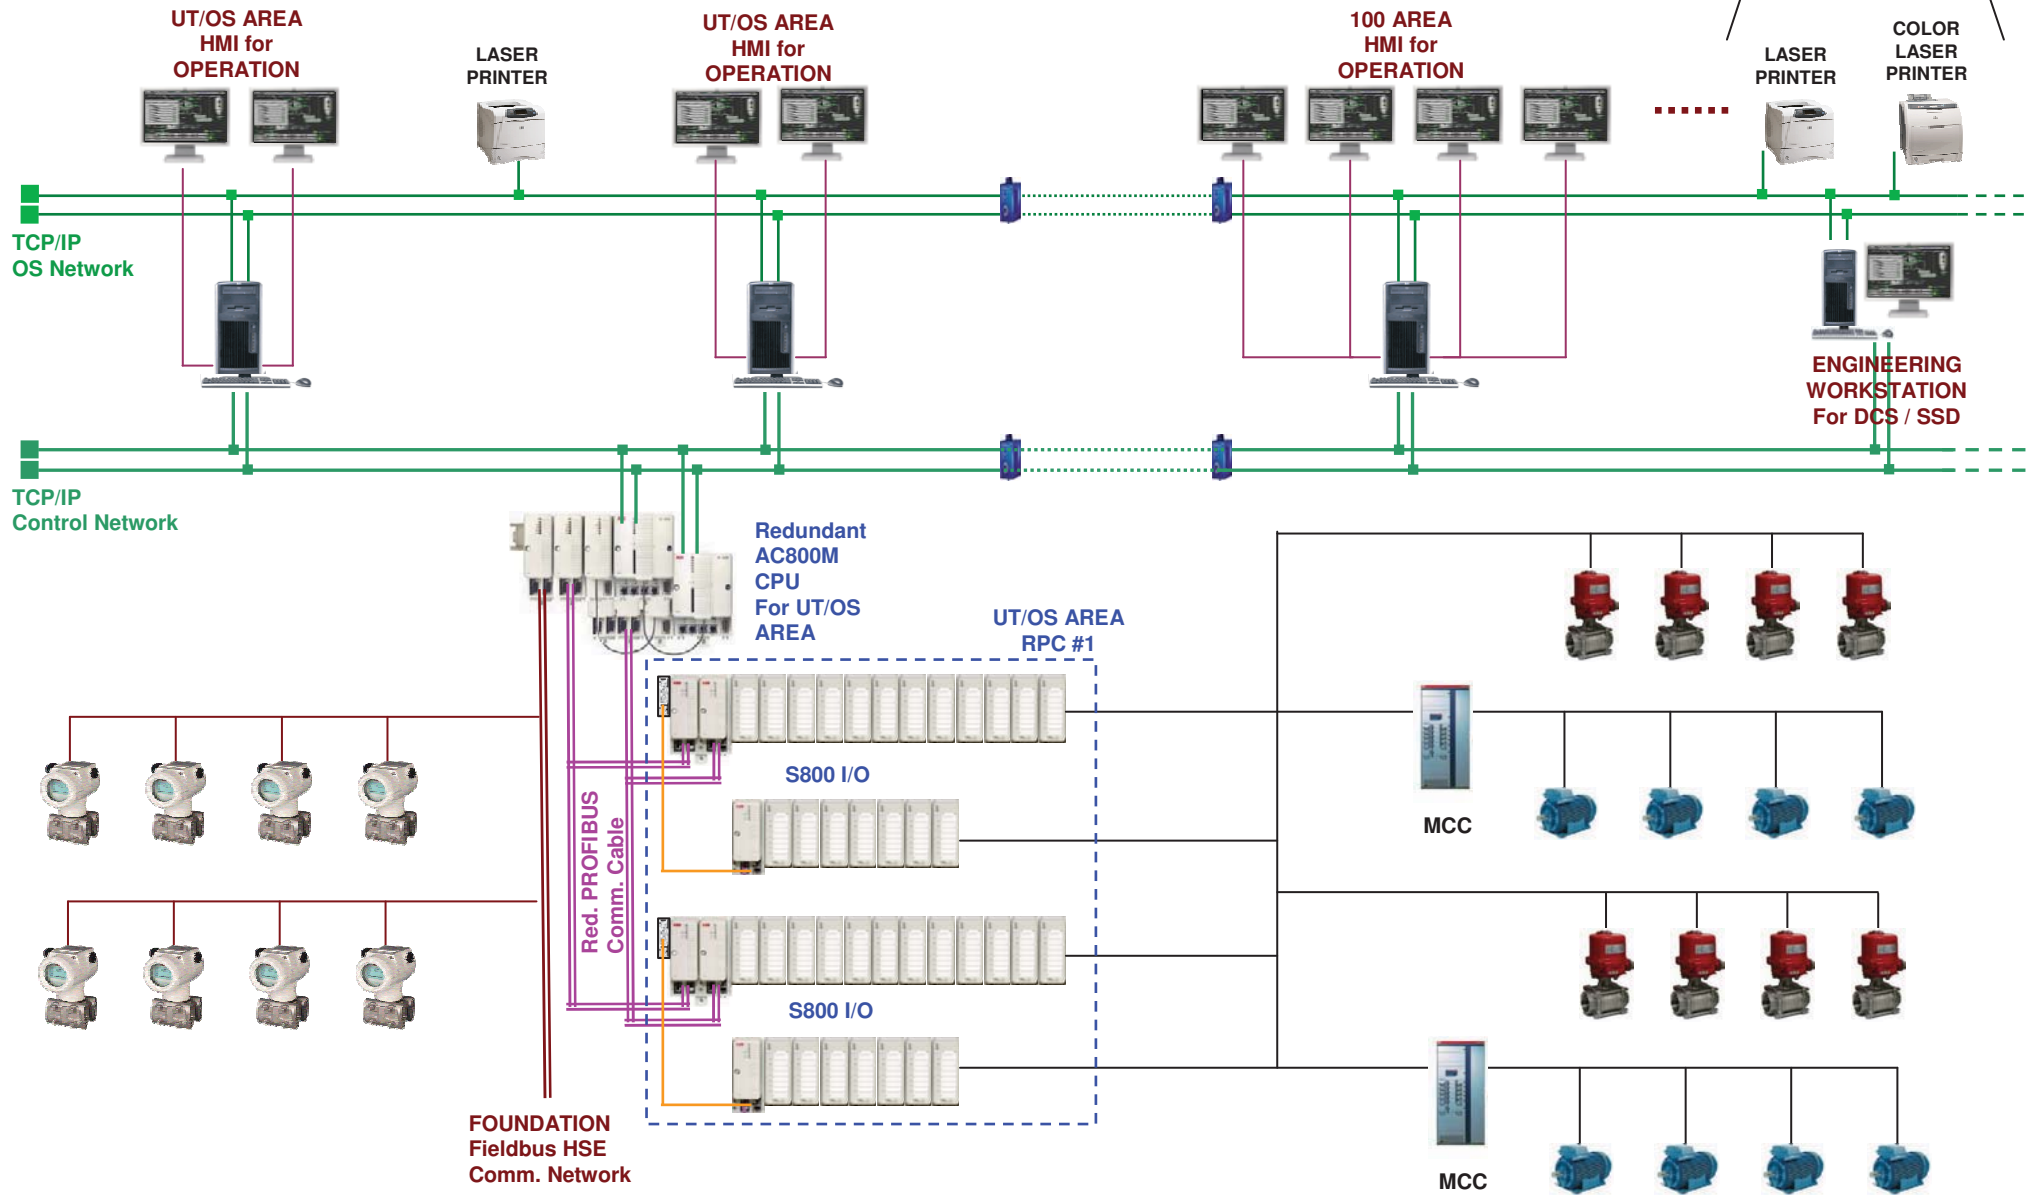 UT/OS AREA
HMI for
OPERATION
LASER
PRINTER
UT/OS AREA
HMI for
OPERATION
100 AREA
HMI for
OPERATION
LASER
PRINTER
COLOR
LASER
PRINTER
TCP/IP
OS Network
ENGINEERING
WORKSTATION
For DCS / SSD
TCP/IP
Control Network
Redundant
AC800M
CPU
For UT/OS
AREA
UT/OS AREA
RPC #1
S800 I/O
MCC
Red. PROFIBUS
Comm. Cable
S800 I/O
FOUNDATION
Fieldbus HSE
Comm. Network
MCC